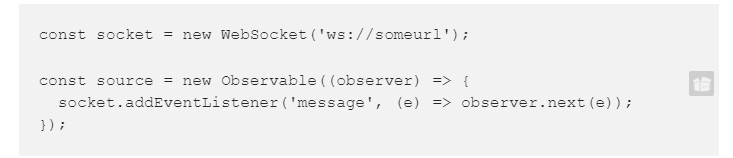 const socket = new WebSocket('ws://someurl');
const source = new Observable((observer) => {
  socket.addEventListener('message', (e) => observer.next(e));
});